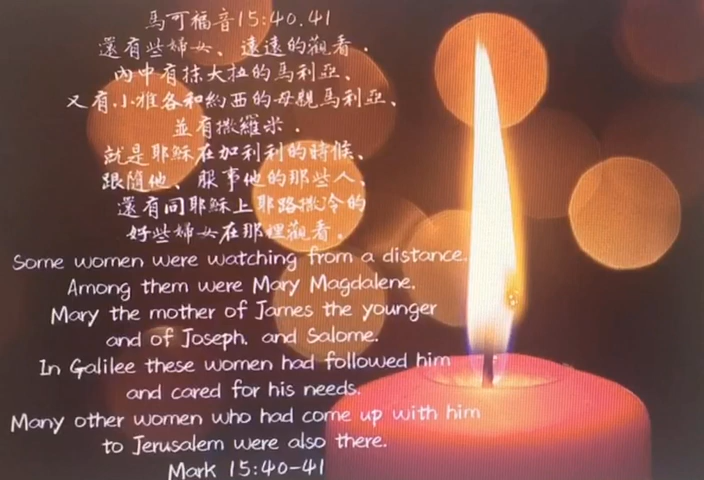 馬可福音15:40.41
還有些婦女、遠遠的觀看．
內中有抹大拉的馬利亞、
又有小雅各和約西的母親馬利亞、
並有撒羅米．
就是耶穌在加利利的時候、
跟隨他、服事他的那些人、
還有同耶穌上耶路撒冷的
好些婦女在那裡觀看。
Some women were watching from a distance.
Among them were Mary Magdalene,
Mary the mother of James the younger
and of Joseph, and Salome.
In Galilee these women had followed him
and cared for his needs.
Many other women who had come up with him
to Jerusalem were also there.
Mark 15:40-41